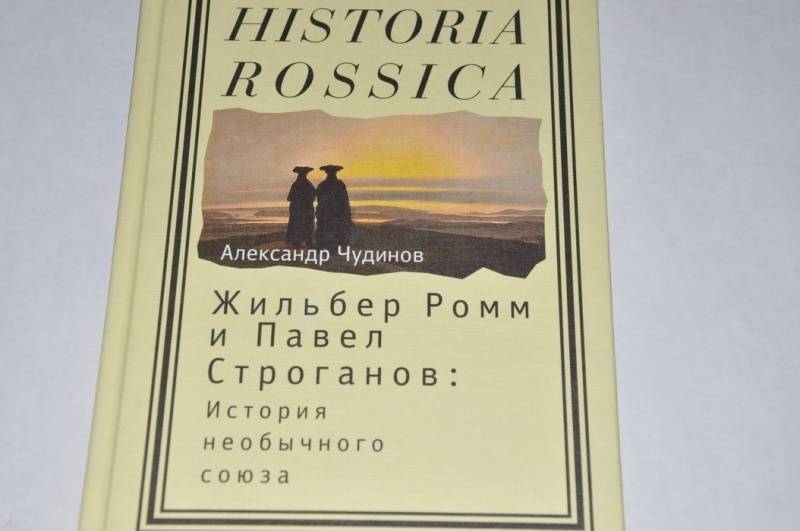 HISTORIA
ROSSICA
Александр Чудинов
Жильбер Ромм
и Павел
Строганов:
История
необычного
союза